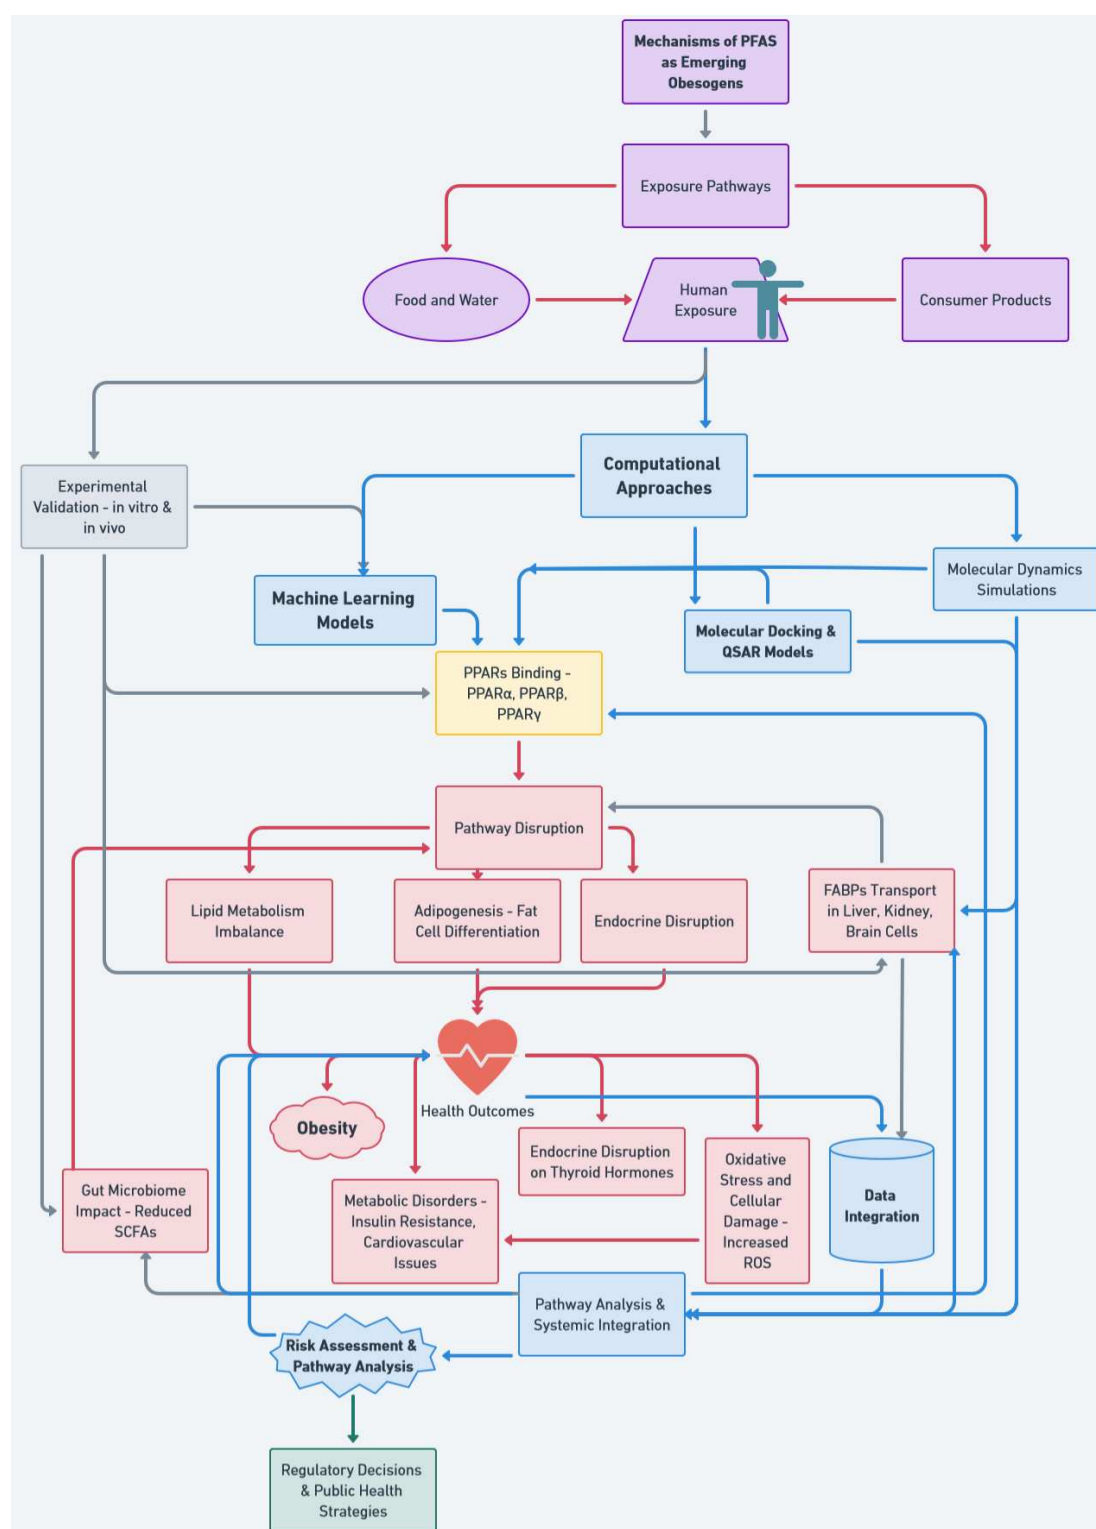 Mechanisms of PFAS
as Emerging
Obesogens
Exposure Pathways
Food and Water
Human
Exposure
Consumer Products
Computational
Approaches
Experimental
Validation - in vitro &
in vivo
Molecular Dynamics
Simulations
Machine Learning
Models
Molecular Docking &
QSAR Models
PPARs Binding -
PPARα, PPARβ,
PPARγ
Pathway Disruption
Lipid Metabolism
Imbalance
Adipogenesis - Fat
Cell Differentiation
Endocrine Disruption
FABPs Transport
in Liver, Kidney,
Brain Cells
Health Outcomes
Obesity
Endocrine Disruption
on Thyroid Hormones
Oxidative
Stress and
Cellular
Damage -
Increased
ROS
Data
Integration
Gut Microbiome
Impact - Reduced
SCFAs
Metabolic Disorders -
Insulin Resistance,
Cardiovascular
Issues
Pathway Analysis &
Systemic Integration
Risk Assessment &
Pathway Analysis
Regulatory Decisions
& Public Health
Strategies